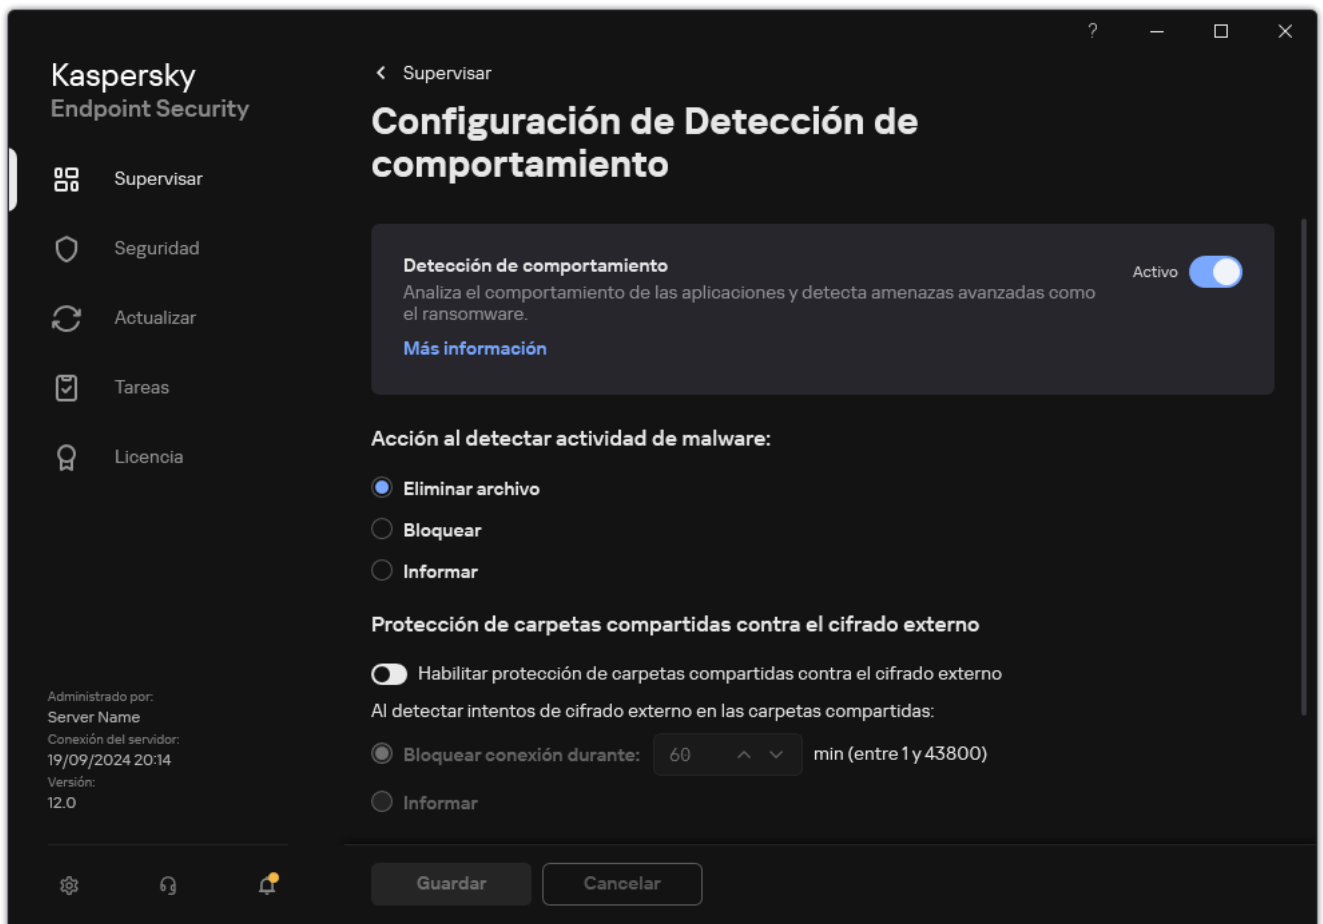 ?
Kaspersky
Endpoint Security
Supervisar
Seguridad
Actualizar
Tareas
Licencia
Administrado por:
Server Name
Conexión del servidor:
19/09/2024 20:14
Versión:
12.0
Supervisar
Configuración de Detección de
comportamiento
Detección de comportamiento
Activo
Analiza el comportamiento de las aplicaciones y detecta amenazas avanzadas como
el ransomware.
Más información
Acción al detectar actividad de malware:
Eliminar archivo
Bloquear
Informar
Protección de carpetas compartidas contra el cifrado externo
Habilitar protección de carpetas compartidas contra el cifrado externo
Al detectar intentos de cifrado externo en las carpetas compartidas:
Bloquear conexión durante: 60 min (entre 1 y 43800)
Informar
Guardar Cancelar